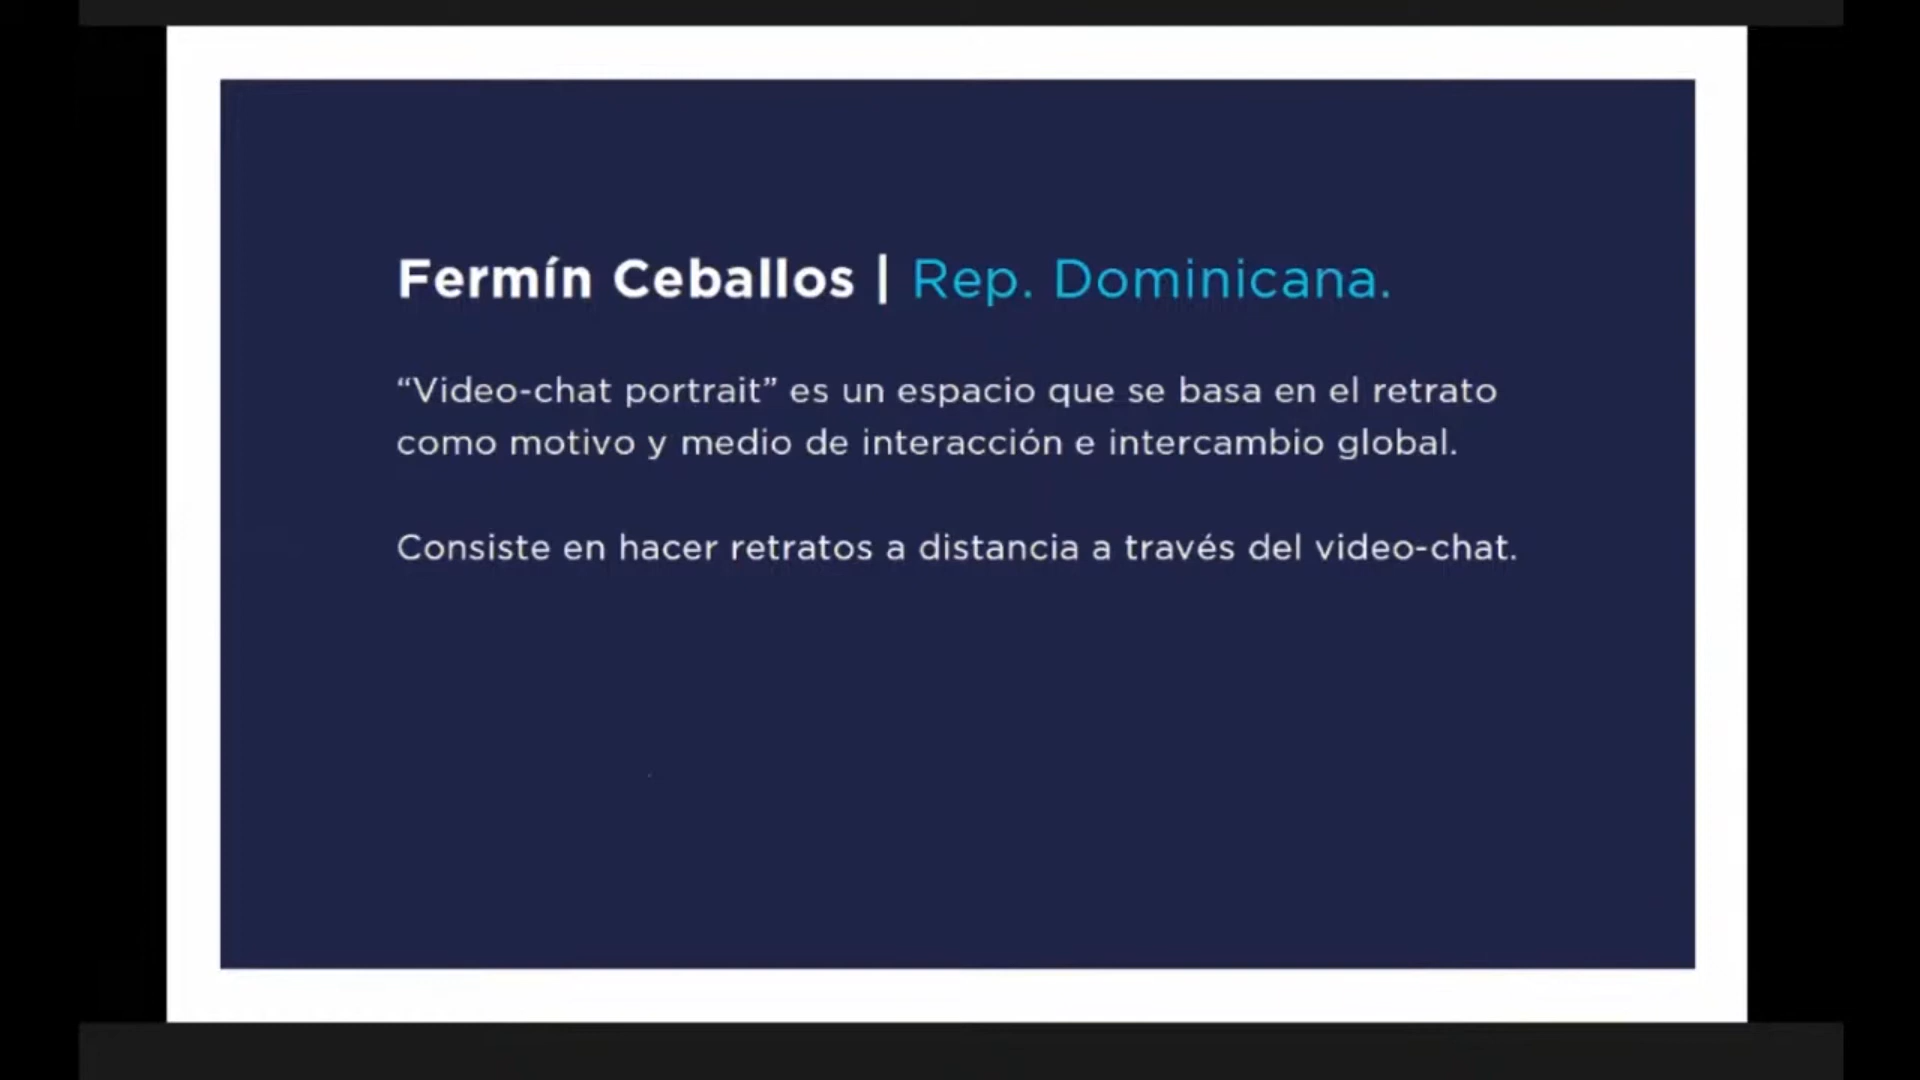 Fermín Ceballos | Rep. Dominicana.
“Video-chat portrait” es un espacio que se basa en el retrato
como motivo y medio de interacción e intercambio global.
Consiste en hacer retratos a distancia a través del video-chat.